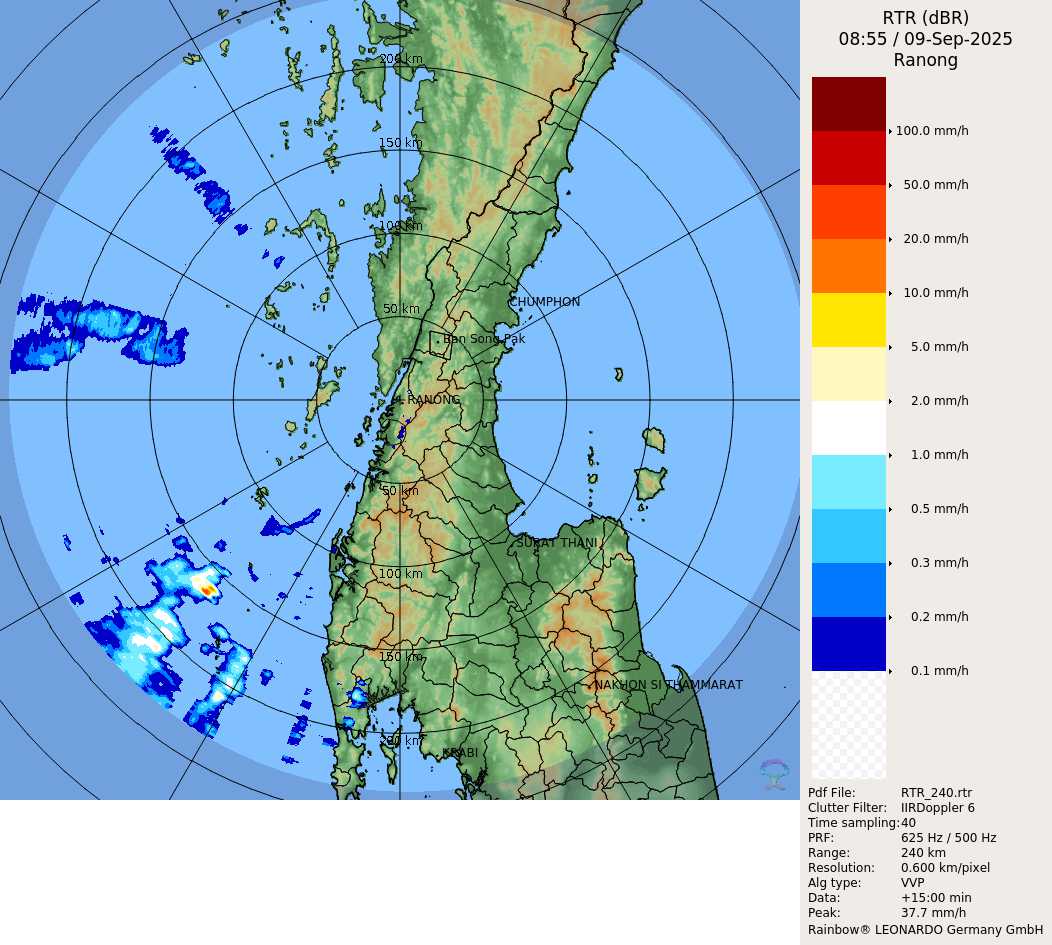 RTR (dBR)
08:55 / 09-Sep-2025
Ranong
100.0 mm/h
50.0 mm/h
20.0 mm/h
10.0 mm/h
5.0 mm/h
2.0 mm/h
1.0 mm/h
0.5 mm/h
0.3 mm/h
0.2 mm/h
0.1 mm/h
200 km
150 km
100 km
50 km
CHUMPHON
Ban Song Pak
RANONG
50 km
SURAT THANI
100 km
150 km
NAKHON SI THAMMARAT
200 km
KRABI
Pdf File: RTR_240.rtr
Clutter Filter: IIRDoppler 6
Time sampling: 40
PRF: 625 Hz / 500 Hz
Range: 240 km
Resolution: 0.600 km/pixel
Alg type: VVP
Data: +15:00 min
Peak: 37.7 mm/h
Rainbow® LEONARDO Germany GmbH